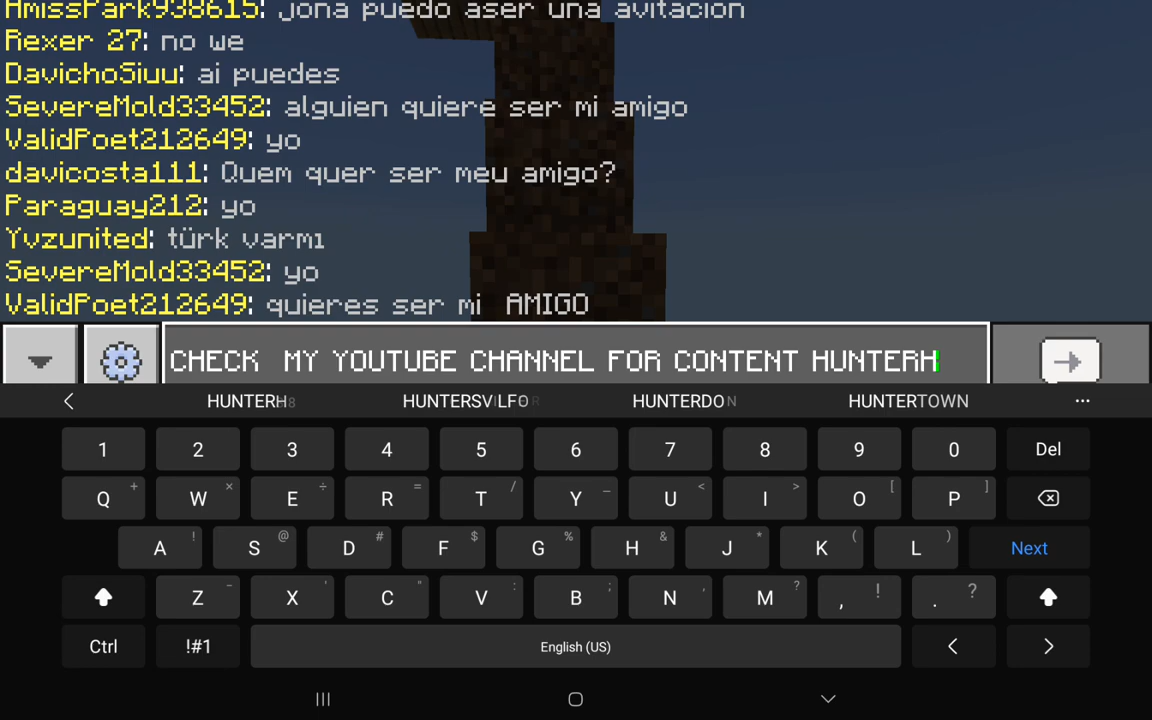 AmissPark938615: jona puedo aser una avitacion
Rexer 27: no we
DavichoSiuu: ai puedes
SevereMold33452: alguien quiere ser mi amigo
ValidPoet212649: yo
davicosta111: Quem quer ser meu amigo?
Paraguay212: yo
Yvzunited: türk varmı
SevereMold33452: yo
ValidPoet212649: quieres ser mi  AMIGO
CHECK  MY YOUTUBE CHANNEL FOR CONTENT HUNTERH
HUNTERH8 HUNTERSVILFOR HUNTERDON HUNTERTOWN ...
1 2 3 4 5 6 7 8 9 0 Del
Q + W × E ÷ R = T / Y _ U < I > O [ P ]
A ! S @ D # F $ G % H & J * K ( L ) Next
Z - X ' C " V : B ; N , M ? , ! . ?
Ctrl !#1 English (US) < >